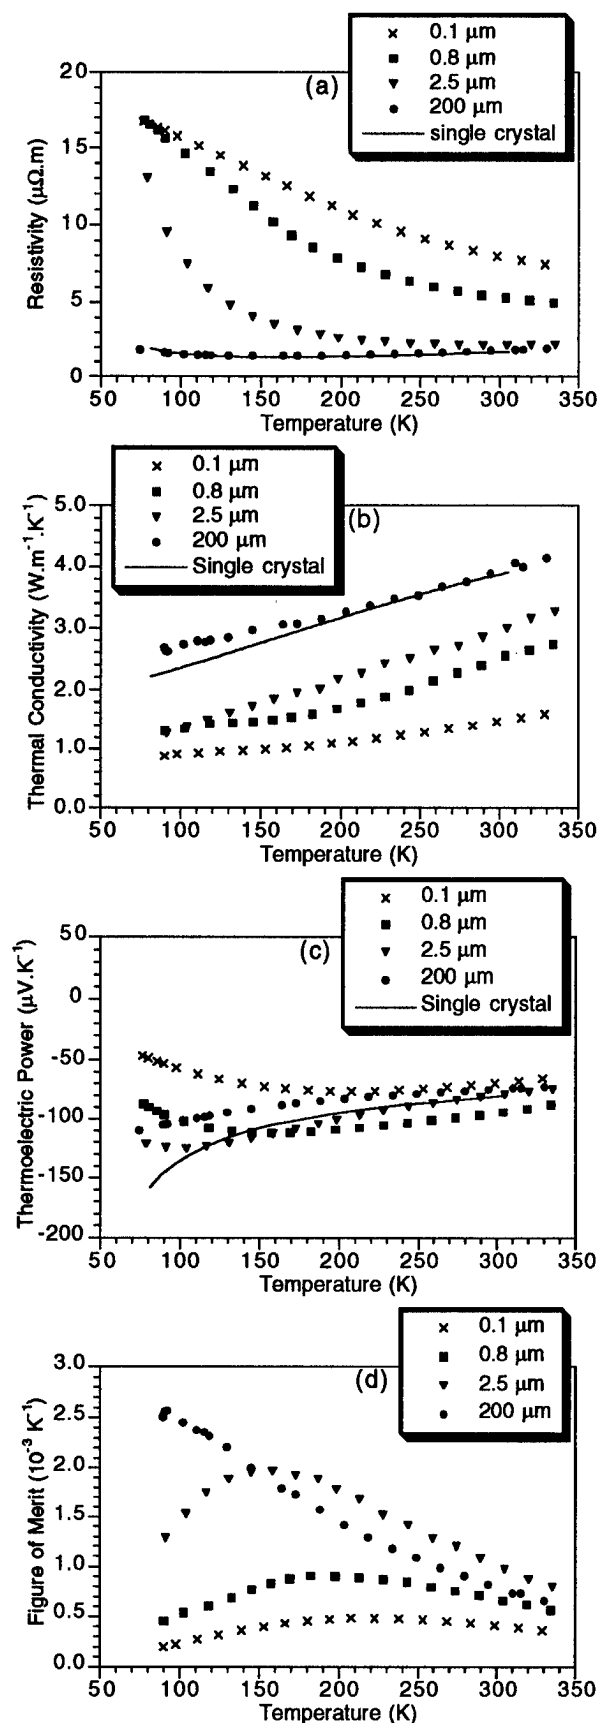 × 0.1 μm
■ 0.8 μm
▼ 2.5 μm
● 200 μm
single crystal
(a)
Resistivity (μΩ.m)
20
15
10
5
0
50 100 150 200 250 300 350
Temperature (K)
× 0.1 μm
■ 0.8 μm
▼ 2.5 μm
● 200 μm
Single crystal
(b)
Thermal Conductivity (W.m⁻¹.K⁻¹)
5.0
4.0
3.0
2.0
1.0
0.0
50 100 150 200 250 300 350
Temperature (K)
× 0.1 μm
■ 0.8 μm
▼ 2.5 μm
● 200 μm
Single crystal
(c)
Thermoelectric Power (μV.K⁻¹)
50
0
-50
-100
-150
-200
50 100 150 200 250 300 350
Temperature (K)
× 0.1 μm
■ 0.8 μm
▼ 2.5 μm
● 200 μm
(d)
Figure of Merit (10⁻³ K⁻¹)
3.0
2.5
2.0
1.5
1.0
0.5
0.0
50 100 150 200 250 300 350
Temperature (K)